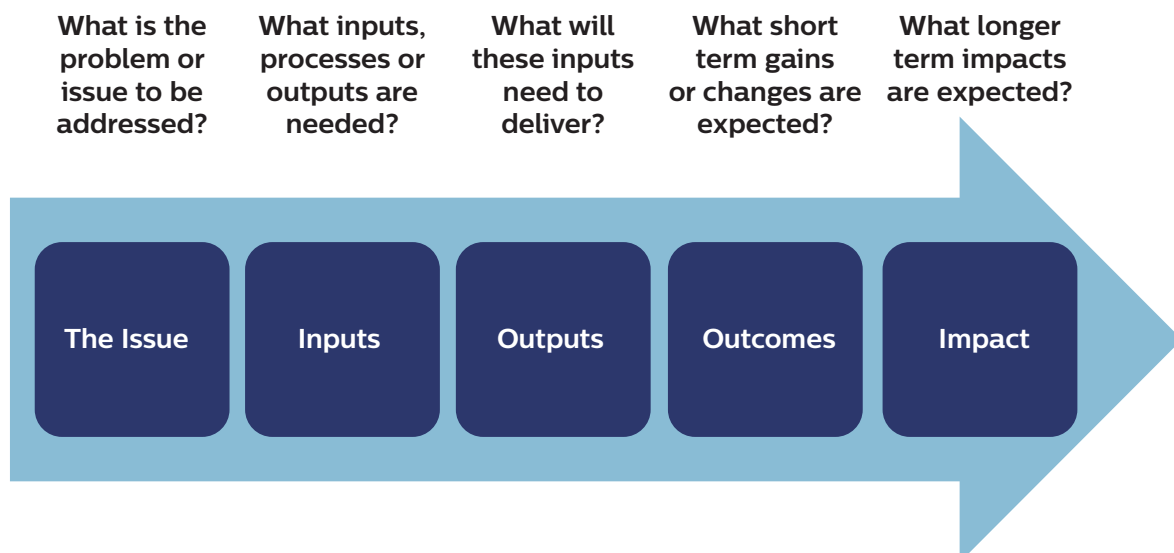 What is the
problem or
issue to be
addressed?
What inputs,
processes or
outputs are
needed?
What will
these inputs
need to
deliver?
What short
term gains
or changes are
expected?
What longer
term impacts
are expected?
The Issue
Inputs
Outputs
Outcomes
Impact